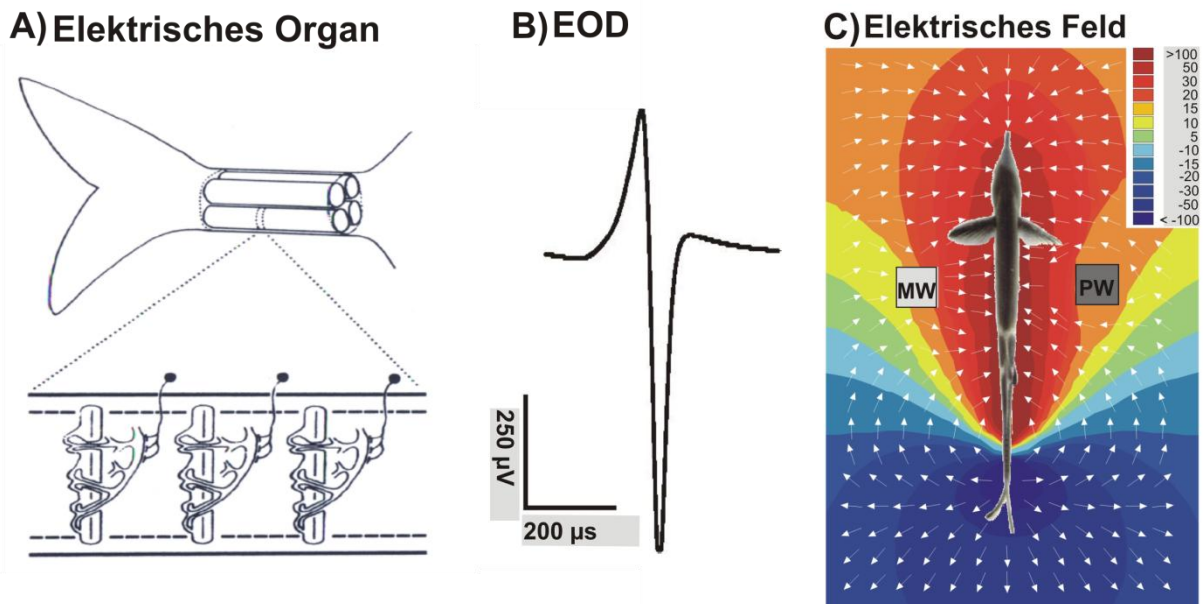 A) Elektrisches Organ
B) EOD
250 µV
200 µs
C) Elektrisches Feld
>100
50
30
20
15
10
5
-10
-15
-20
-30
-50
< -100
MW
PW